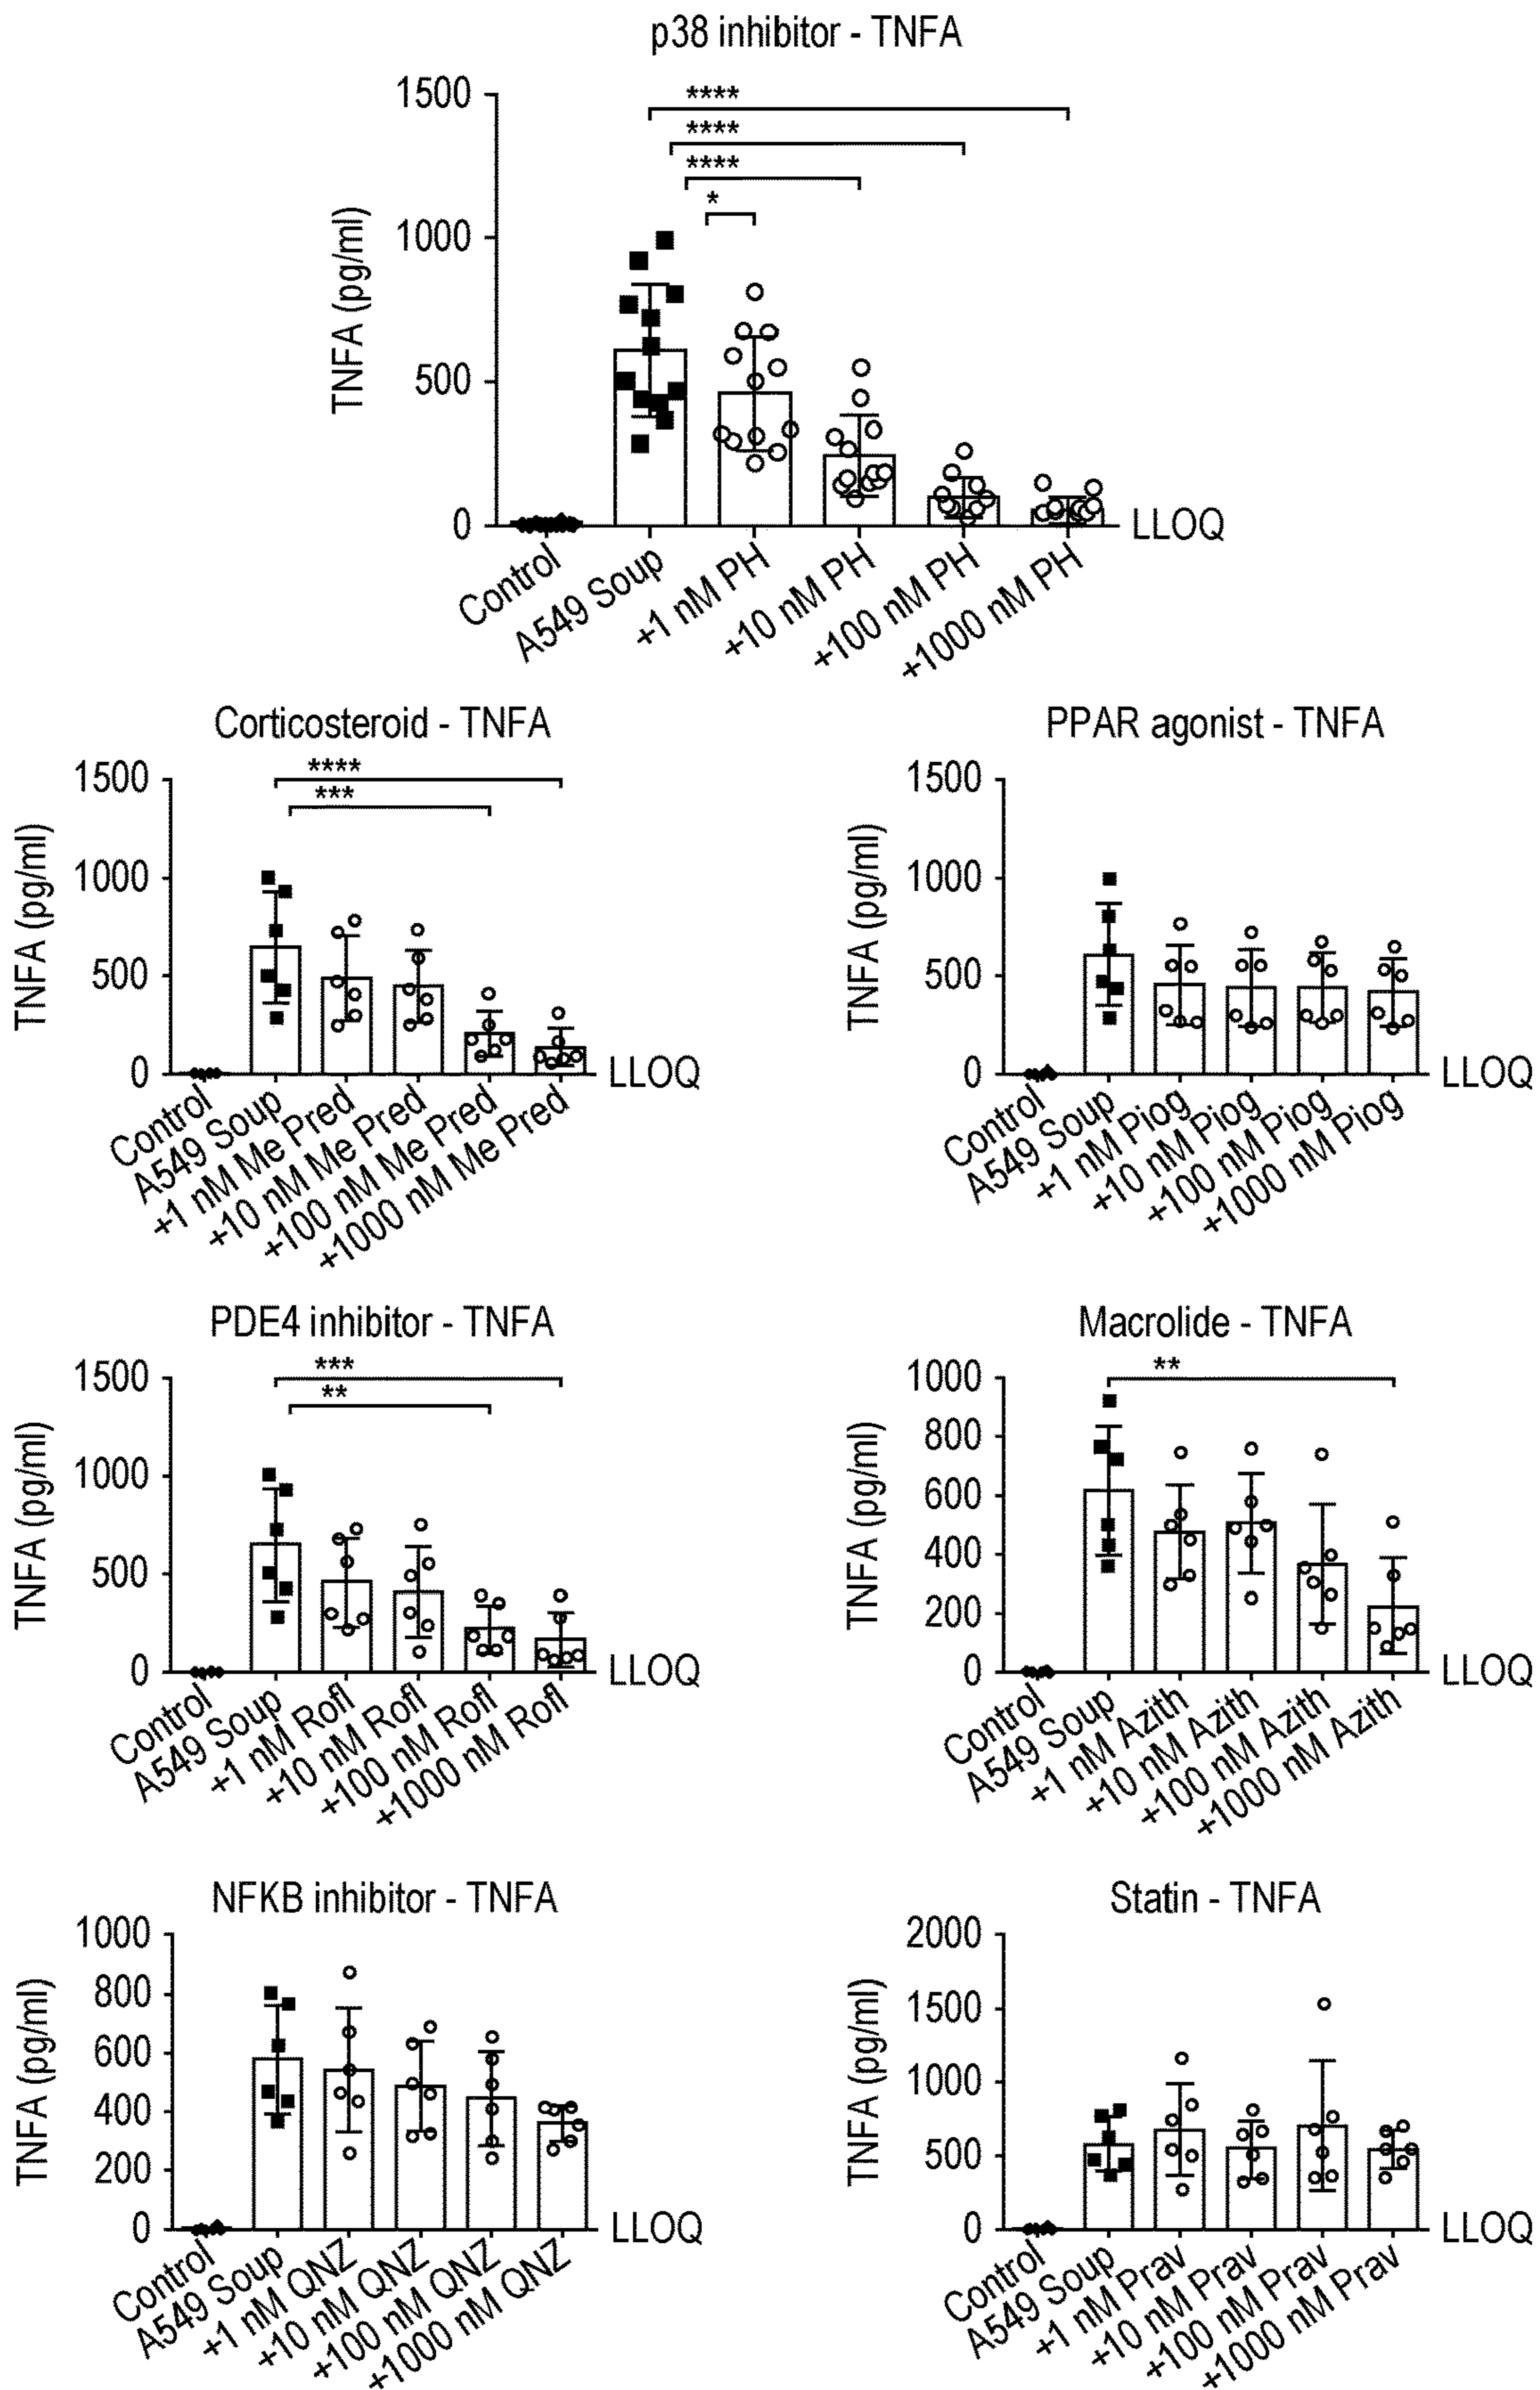 p38 inhibitor - TNFA
TNFA (pg/ml)
1500
1000
500
0
****
****
****
*
LLOQ
Control
A549 Soup
+1 nM PH
+10 nM PH
+100 nM PH
+1000 nM PH
Corticosteroid - TNFA
TNFA (pg/ml)
1500
1000
500
0
****
***
LLOQ
Control
A549 Soup
+1 nM Me Pred
+10 nM Me Pred
+100 nM Me Pred
+1000 nM Me Pred
PPAR agonist - TNFA
TNFA (pg/ml)
1500
1000
500
0
LLOQ
Control
A549 Soup
+1 nM Piog
+10 nM Piog
+100 nM Piog
+1000 nM Piog
PDE4 inhibitor - TNFA
TNFA (pg/ml)
1500
1000
500
0
***
**
LLOQ
Control
A549 Soup
+1 nM Rofl
+10 nM Rofl
+100 nM Rofl
+1000 nM Rofl
Macrolide - TNFA
TNFA (pg/ml)
1000
800
600
400
200
0
**
LLOQ
Control
A549 Soup
+1 nM Azith
+10 nM Azith
+100 nM Azith
+1000 nM Azith
NFKB inhibitor - TNFA
TNFA (pg/ml)
1000
800
600
400
200
0
LLOQ
Control
A549 Soup
+1 nM QNZ
+10 nM QNZ
+100 nM QNZ
+1000 nM QNZ
Statin - TNFA
TNFA (pg/ml)
2000
1500
1000
500
0
LLOQ
Control
A549 Soup
+1 nM Prav
+10 nM Prav
+100 nM Prav
+1000 nM Prav